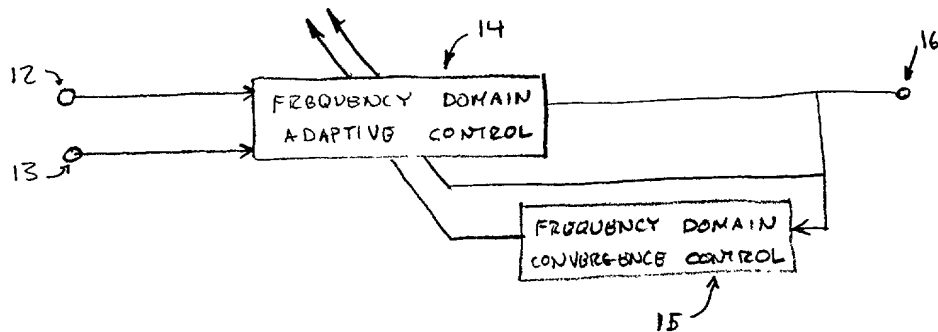 14
16
12
FREQUENCY DOMAIN
ADAPTIVE CONTROL
13
FREQUENCY DOMAIN
CONVERGENCE CONTROL
15